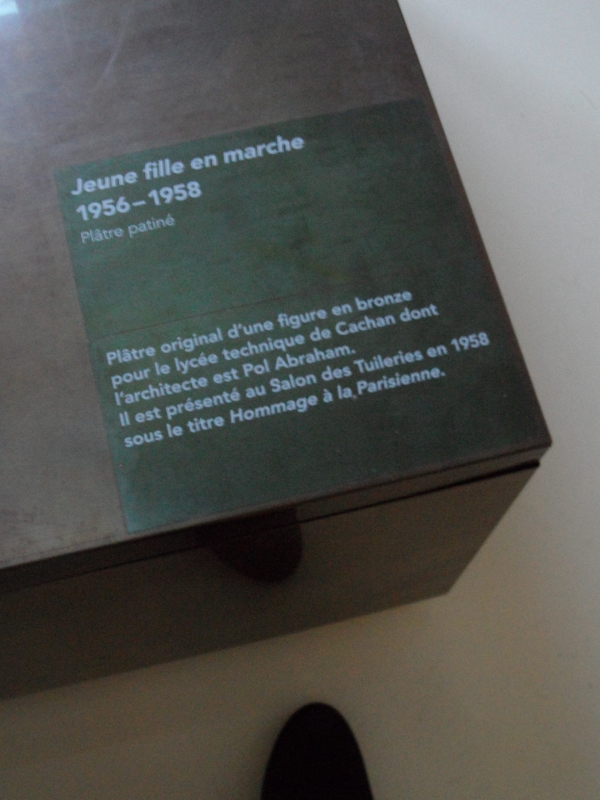 Jeune fille en marche
1956–1958
Plâtre patiné
Plâtre original d'une figure en bronze
pour le lycée technique de Cachan dont
l'architecte est Pol Abraham.
Il est présenté au Salon des Tuileries en 1958
sous le titre Hommage à la Parisienne.